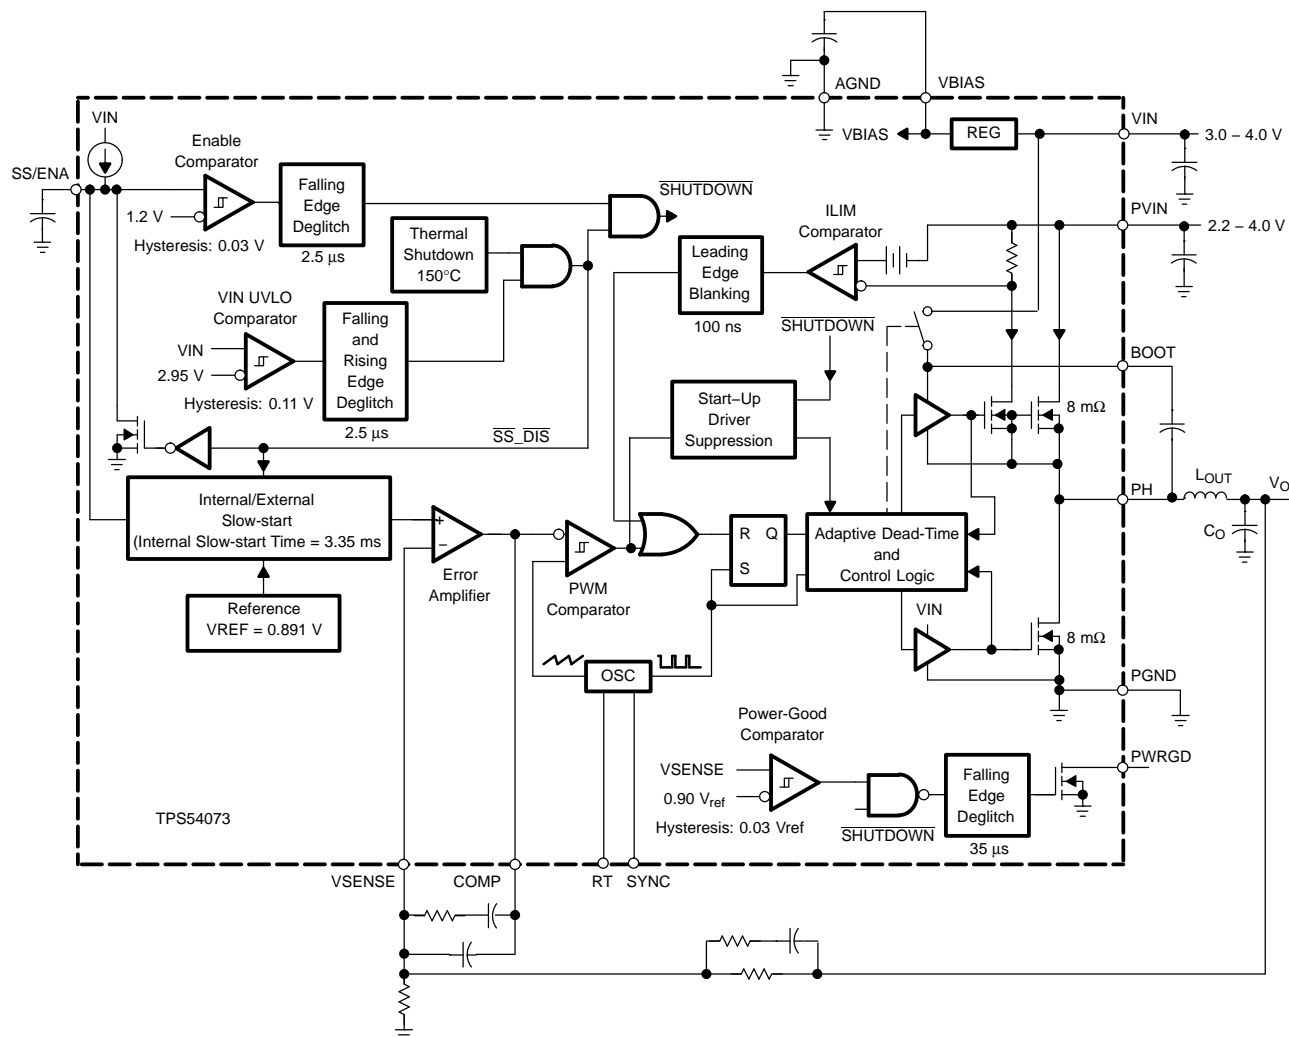 AGND
VBIAS
VIN
VBIAS
REG
VIN
3.0 – 4.0 V
Enable
Comparator
SS/ENA
1.2 V
Hysteresis: 0.03 V
Falling
Edge
Deglitch
2.5 µs
SHUTDOWN
Thermal
Shutdown
150°C
ILIM
Comparator
Leading
Edge
Blanking
100 ns
PVIN
2.2 – 4.0 V
SHUTDOWN
VIN UVLO
Comparator
VIN
2.95 V
Hysteresis: 0.11 V
Falling
and
Rising
Edge
Deglitch
2.5 µs
BOOT
Start–Up
Driver
Suppression
8 mΩ
SS_DIS
Internal/External
Slow-start
(Internal Slow-start Time = 3.35 ms
Reference
VREF = 0.891 V
+
–
Error
Amplifier
PWM
Comparator
R Q
S
Adaptive Dead-Time
and
Control Logic
PH
LOUT
VO
CO
VIN
8 mΩ
OSC
PGND
Power-Good
Comparator
VSENSE
0.90 Vref
Hysteresis: 0.03 Vref
SHUTDOWN
Falling
Edge
Deglitch
35 µs
PWRGD
TPS54073
VSENSE
COMP
RT
SYNC